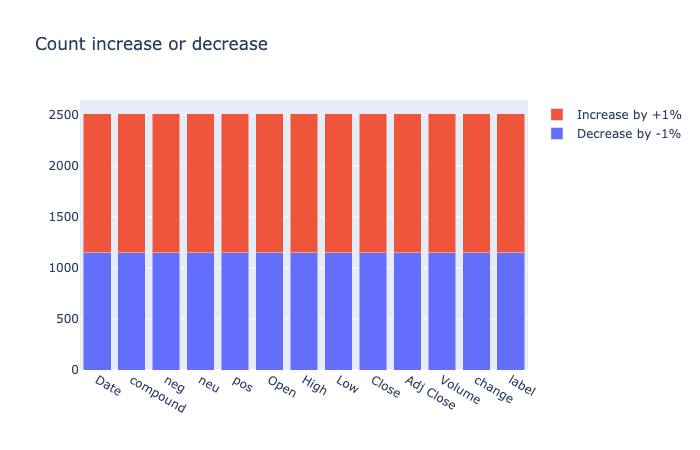 Count increase or decrease
Increase by +1%
Decrease by -1%
2500
2000
1500
1000
500
0
Date
compound
neg
neu
pos
Open
High
Low
Close
Adj Close
Volume
change
label